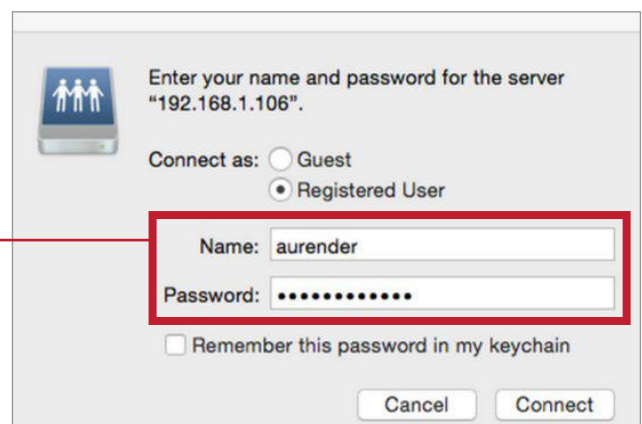 Enter your name and password for the server
“192.168.1.106”.
Connect as: Guest
Registered User
Name: aurender
Password: ••••••••••••
Remember this password in my keychain
Cancel Connect